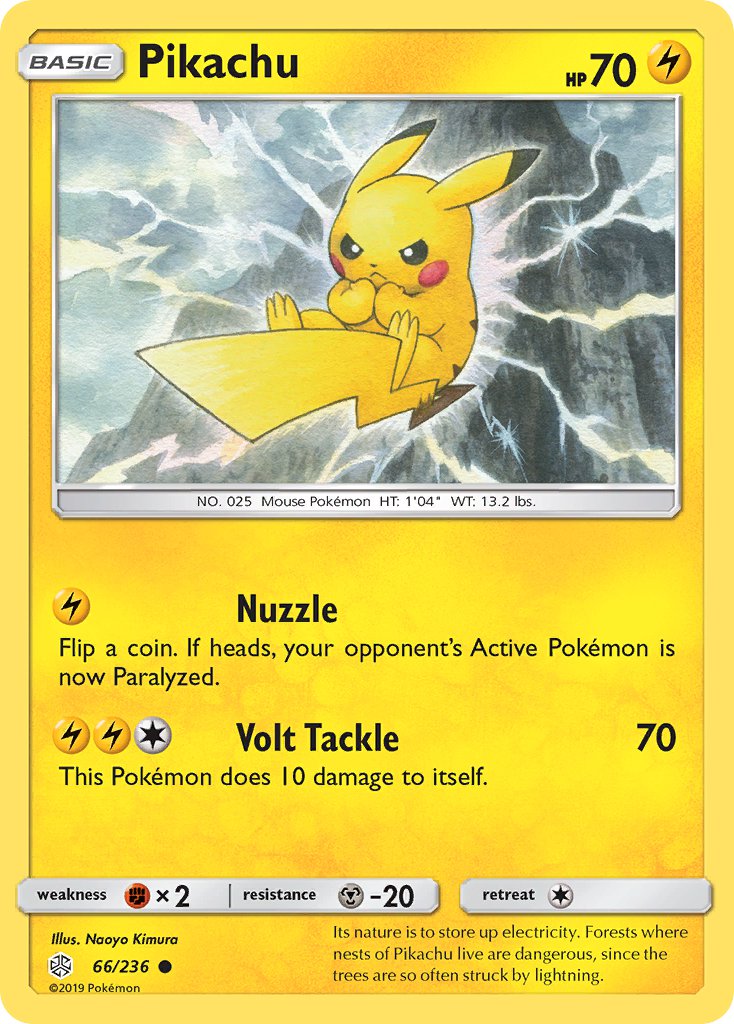 BASIC Pikachu HP70
NO. 025 Mouse Pokémon HT: 1'04" WT: 13.2 lbs.
Nuzzle
Flip a coin. If heads, your opponent's Active Pokémon is
now Paralyzed.
Volt Tackle 70
This Pokémon does 10 damage to itself.
weakness ×2 resistance -20 retreat
Illus. Naoyo Kimura
66/236
©2019 Pokémon
Its nature is to store up electricity. Forests where
nests of Pikachu live are dangerous, since the
trees are so often struck by lightning.